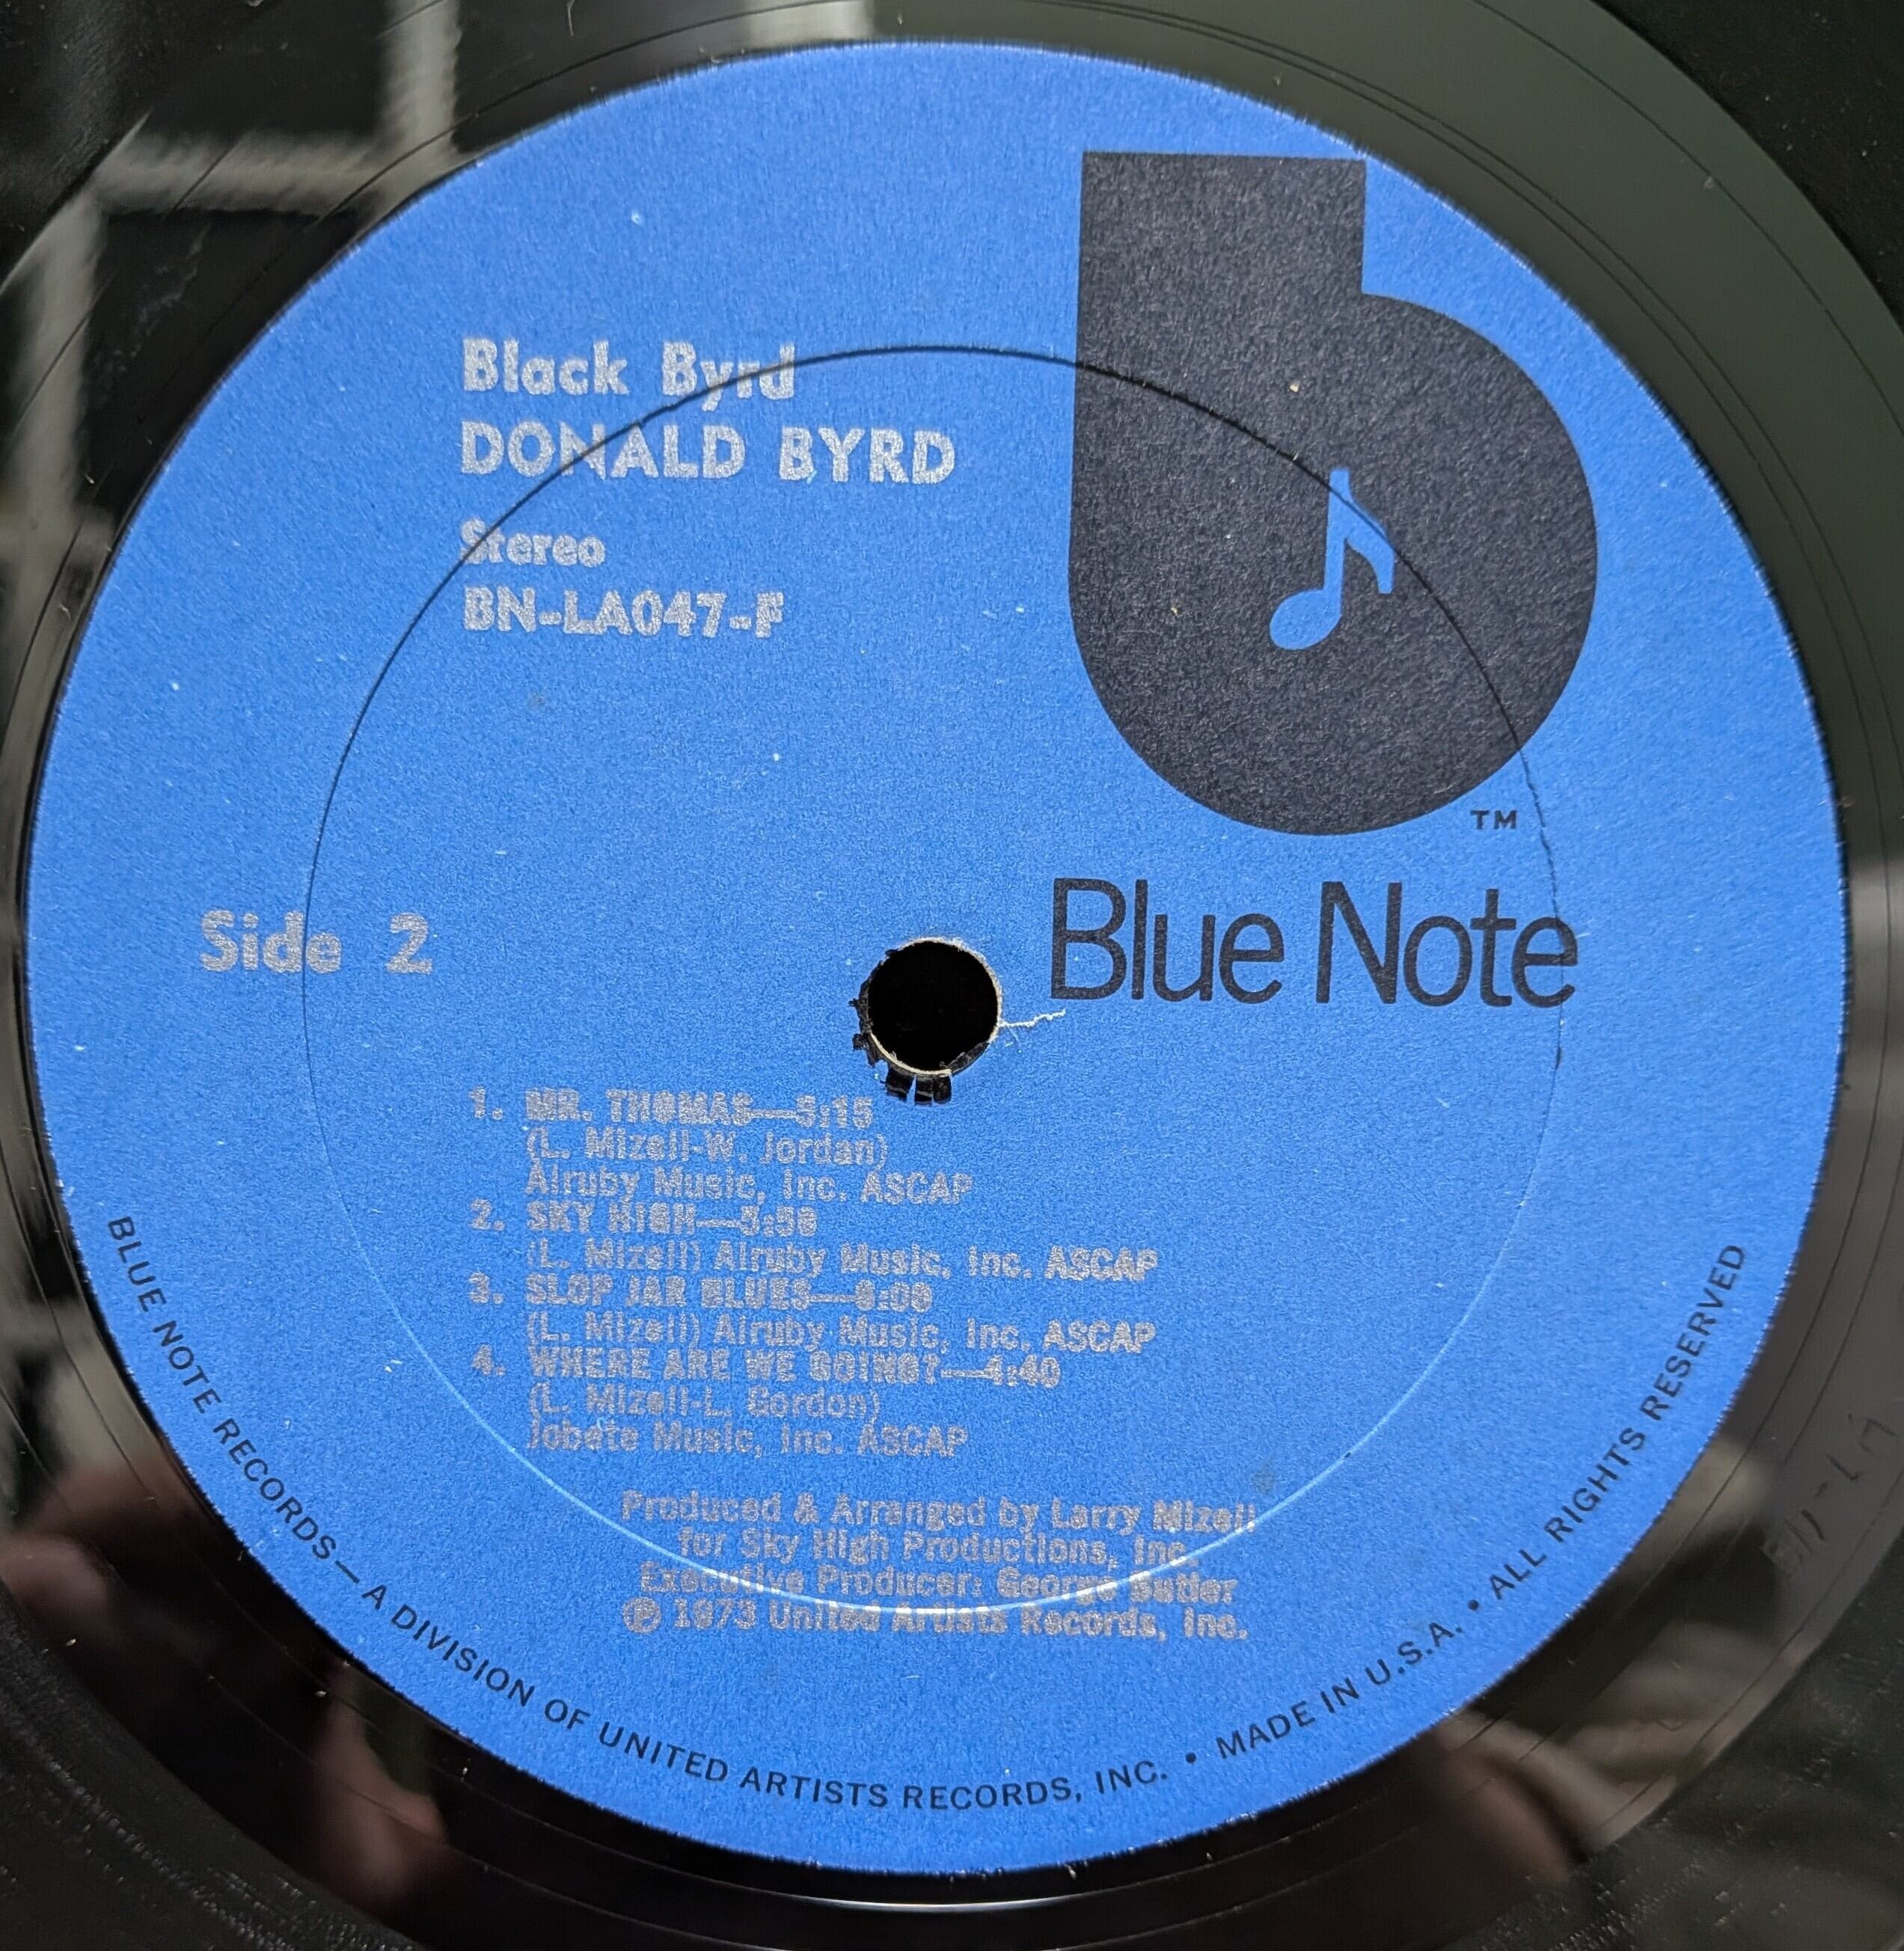 Black Byrd
DONALD BYRD
Stereo
BN-LA047-F
TM
Blue Note
Side 2
1. MR. THOMAS—5:15
(L. Mizell-W. Jordan)
Alruby Music, Inc. ASCAP
2. SKY HIGH—5:59
(L. Mizell) Alruby Music, Inc. ASCAP
3. SLOP JAR BLUES—
(L. Mizell) Alruby Music, Inc. ASCAP
4. WHERE ARE WE GOING?—4:40
(L. Mizell-L. Gordon)
Jobete Music, Inc. ASCAP
Produced & Arranged by Larry Mizell
for Sky High Productions, Inc.
Executive Producer: George Butler
Ⓟ 1973 United Artists Records, Inc.
BLUE NOTE RECORDS—A DIVISION OF UNITED ARTISTS RECORDS, INC. • MADE IN U.S.A. • ALL RIGHTS RESERVED